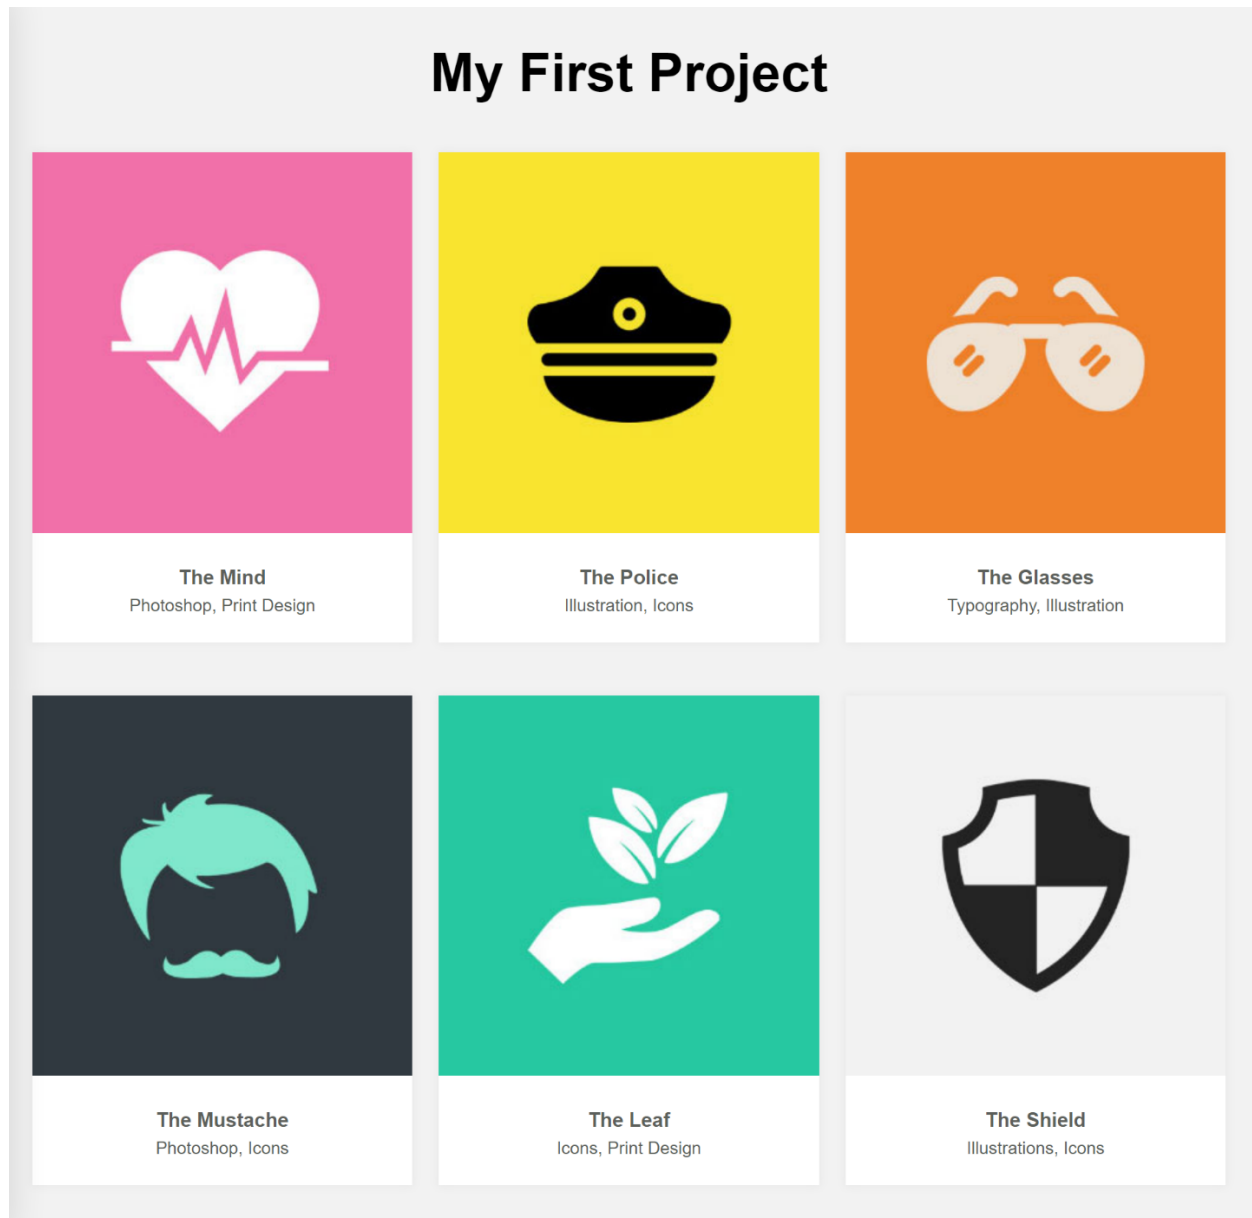 My First Project
The Mind
Photoshop, Print Design
The Police
Illustration, Icons
The Glasses
Typography, Illustration
The Mustache
Photoshop, Icons
The Leaf
Icons, Print Design
The Shield
Illustrations, Icons